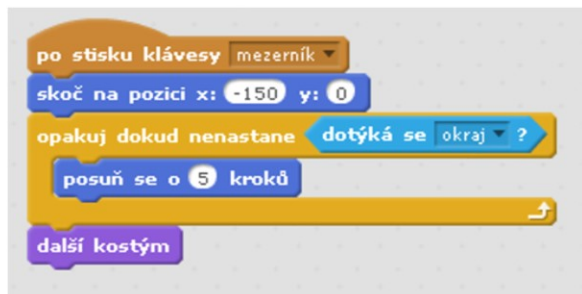 po stisku klávesy mezerník
skoč na pozici x: -150 y: 0
opakuj dokud nenastane dotýká se okraj ?
posuň se o 5 kroků
další kostým